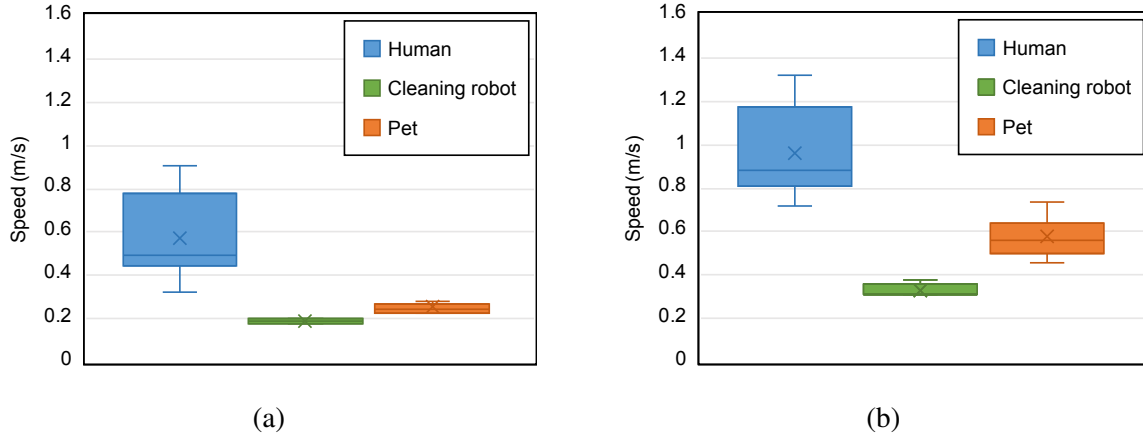 1.6
1.4
1.2
1
0.8
0.6
0.4
0.2
0
Speed (m/s)
Human
Cleaning robot
Pet
(a)
1.6
1.4
1.2
1
0.8
0.6
0.4
0.2
0
Speed (m/s)
Human
Cleaning robot
Pet
(b)